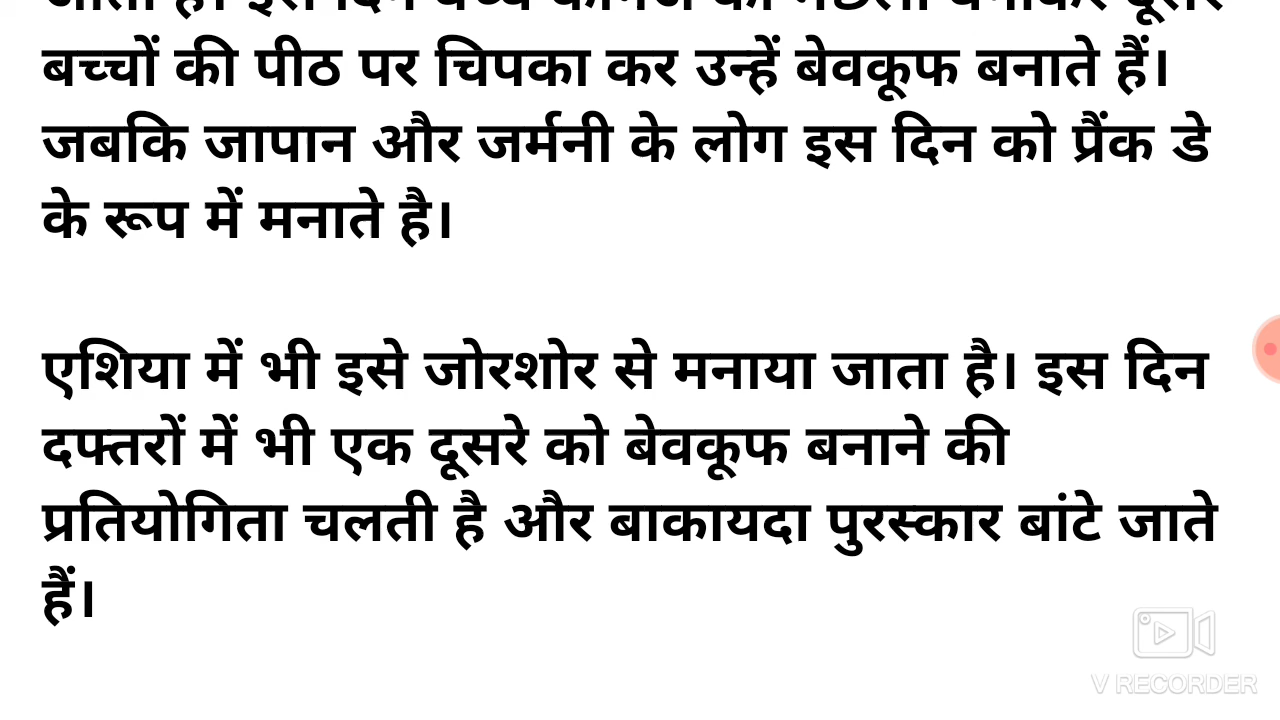 बच्चों की पीठ पर चिपका कर उन्हें बेवकूफ बनाते हैं।
जबकि जापान और जर्मनी के लोग इस दिन को प्रैंक डे
के रूप में मनाते है।
एशिया में भी इसे जोरशोर से मनाया जाता है। इस दिन
दफ्तरों में भी एक दूसरे को बेवकूफ बनाने की
प्रतियोगिता चलती है और बाकायदा पुरस्कार बांटे जाते
हैं।
V RECORDER